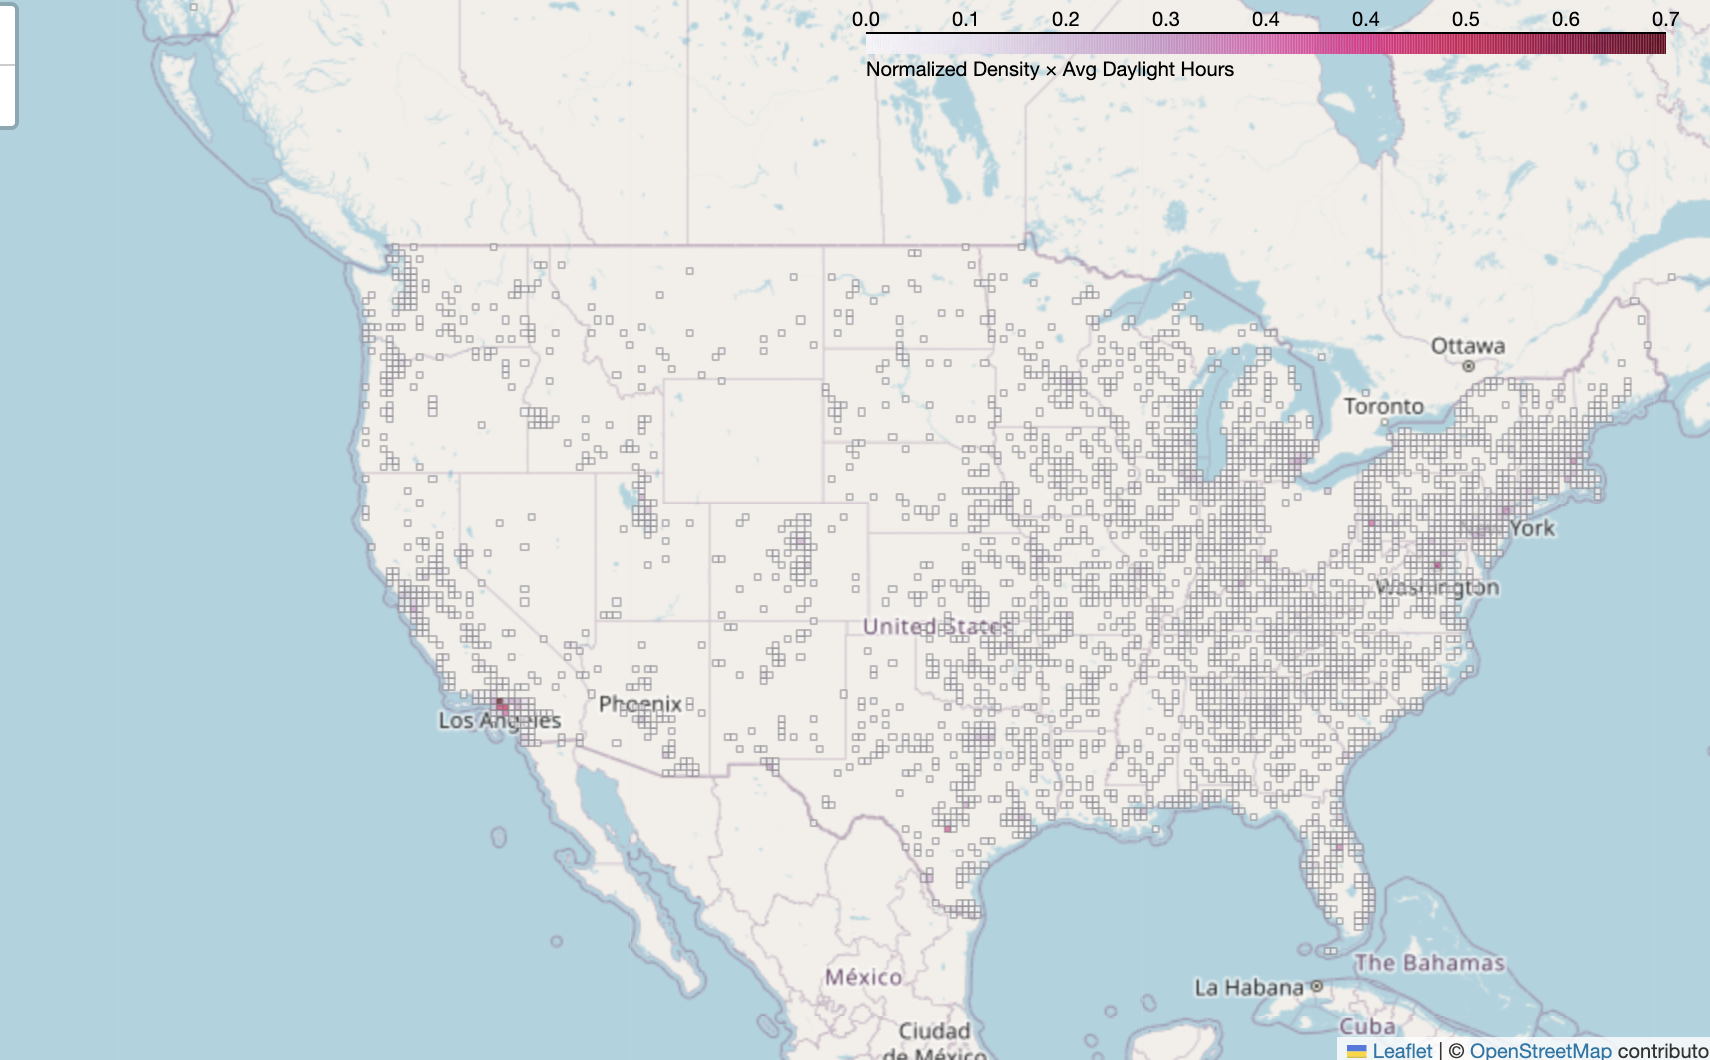 0.0 0.1 0.2 0.3 0.4 0.4 0.5 0.6 0.7
Normalized Density × Avg Daylight Hours
Ottawa
Toronto
New York
Washington
United States
Phoenix
Los Angeles
México
The Bahamas
La Habana
Cuba
Ciudad
de México
Leaflet | © OpenStreetMap contributo